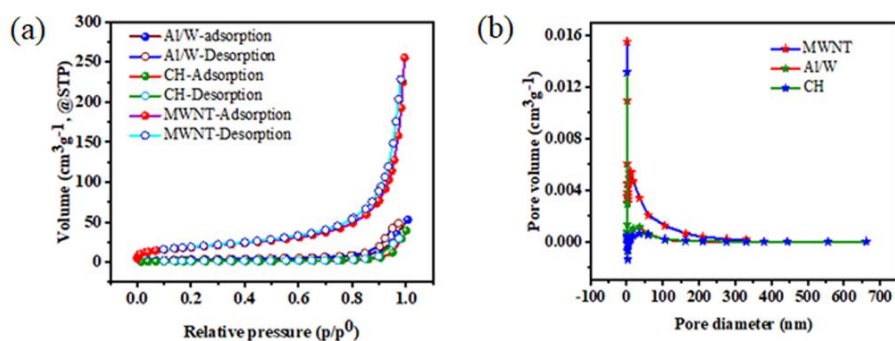 (a)
300
250
200
150
100
50
0
Volume (cm³g⁻¹, @STP)
Al/W-adsorption
Al/W-Desorption
CH-Adsorption
CH-Desorption
MWNT-Adsorption
MWNT-Desorption
0.0 0.2 0.4 0.6 0.8 1.0
Relative pressure (p/p⁰)
(b)
0.016
0.012
0.008
0.004
0.000
Pore volume (cm³g⁻¹)
MWNT
Al/W
CH
-100 0 100 200 300 400 500 600 700
Pore diameter (nm)